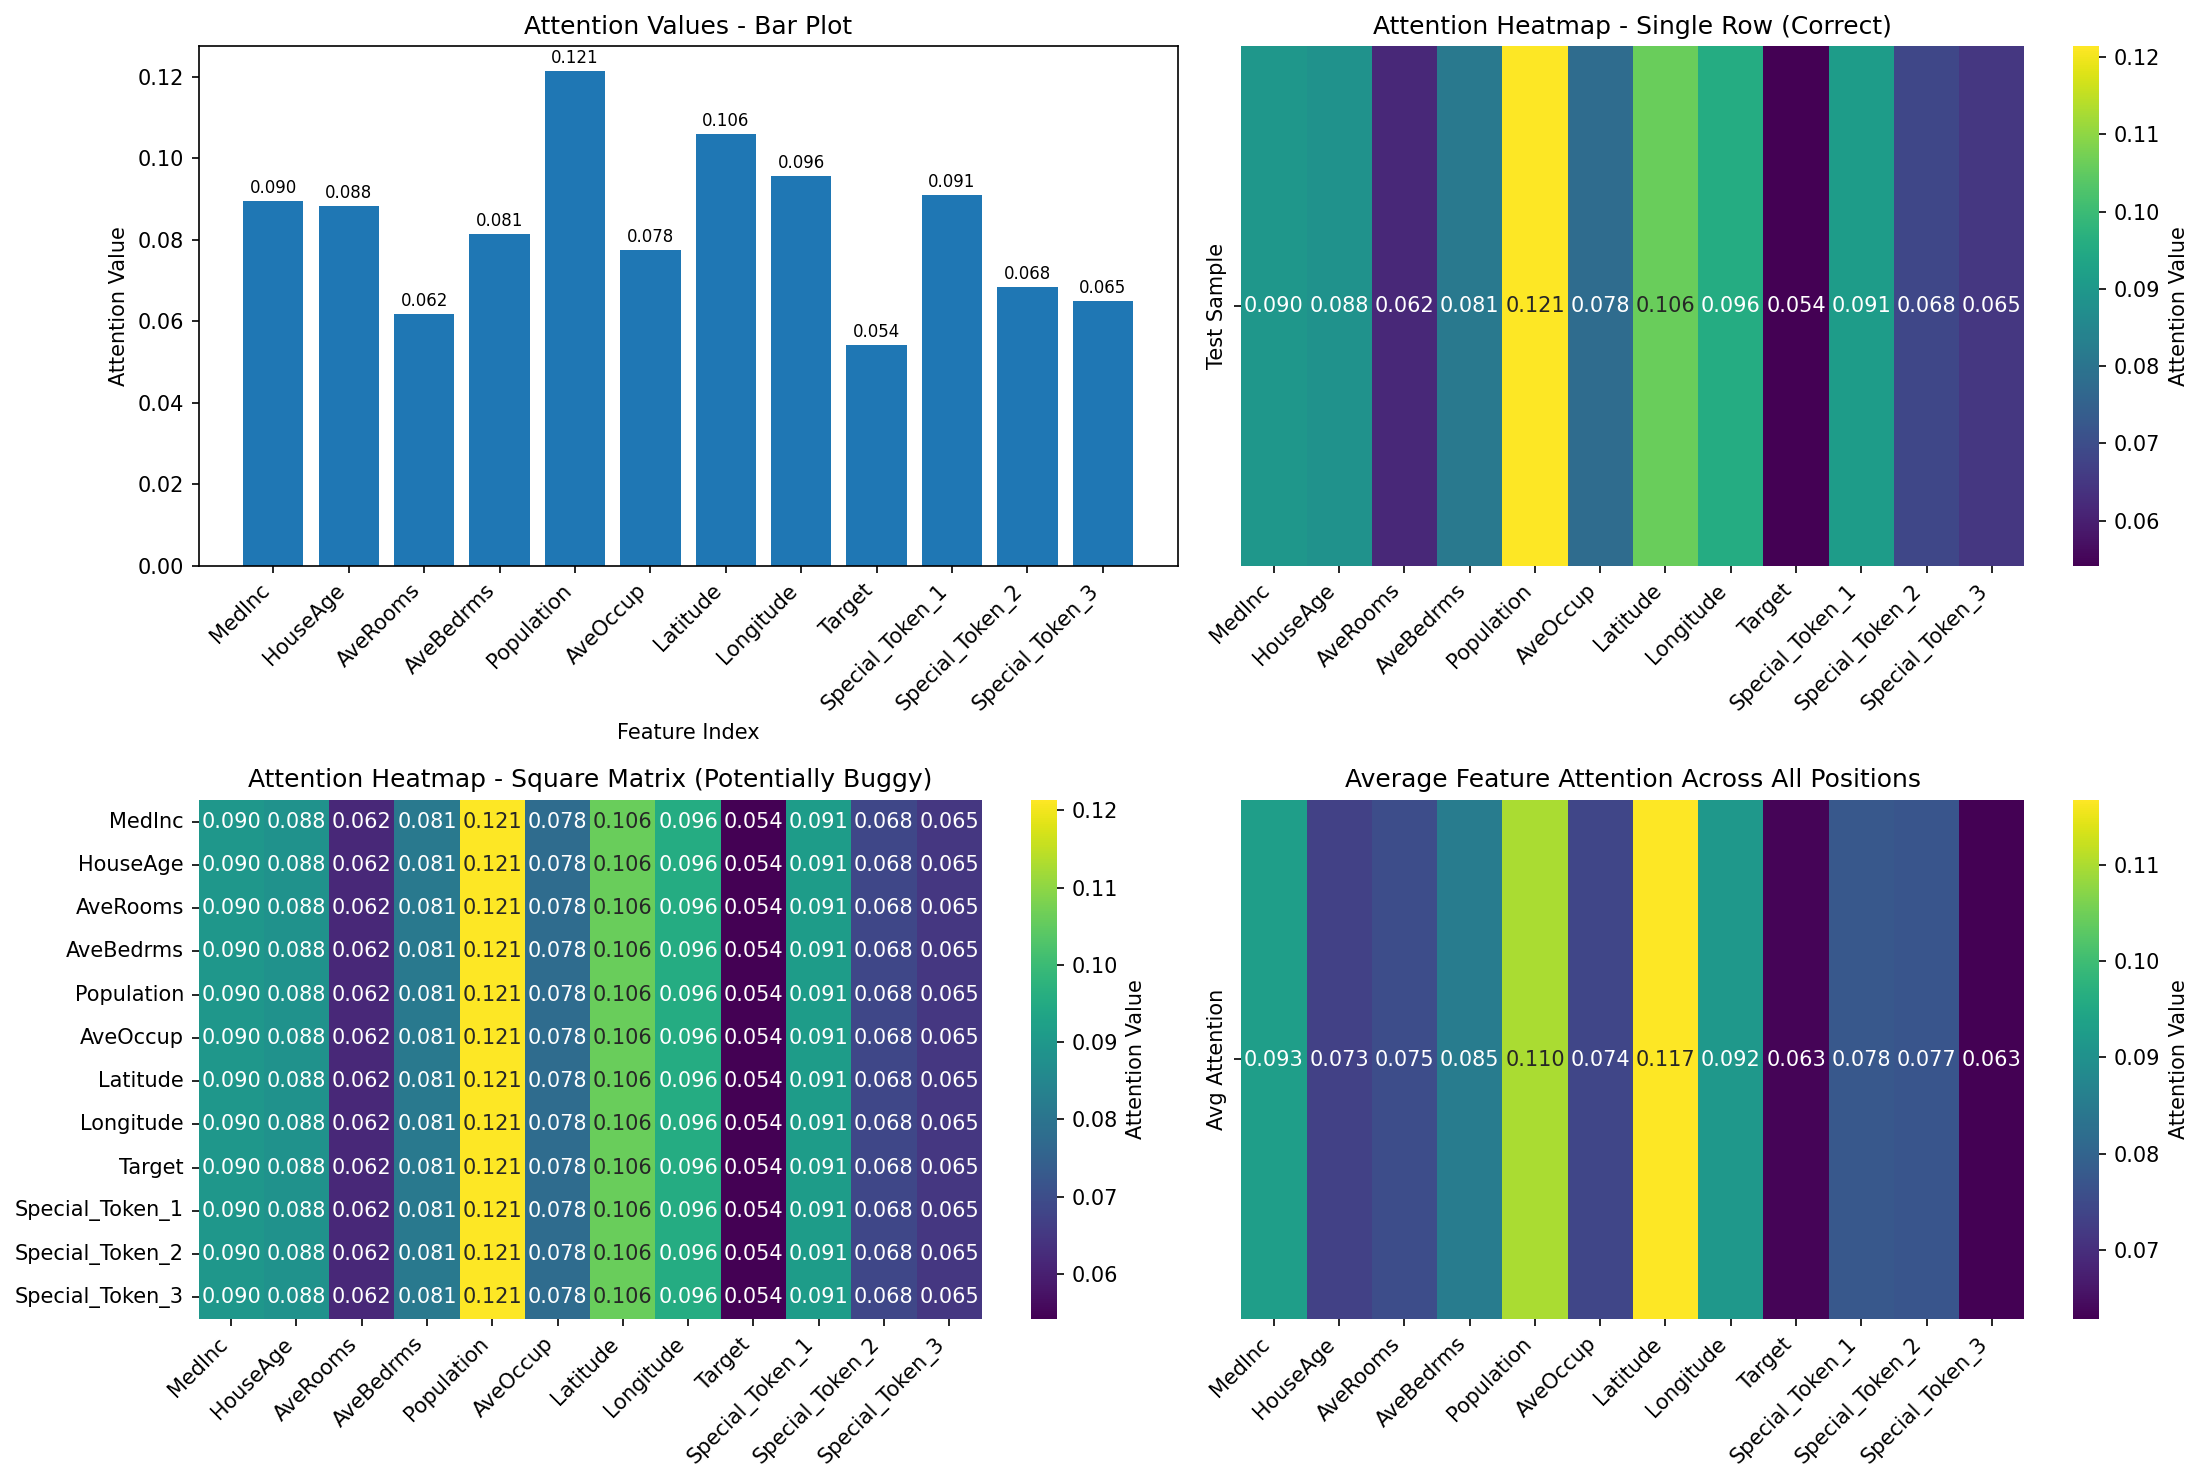 Attention Values - Bar Plot
Attention Value
0.12
0.10
0.08
0.06
0.04
0.02
0.00
0.090
0.088
0.062
0.081
0.121
0.078
0.106
0.096
0.054
0.091
0.068
0.065
MedInc
HouseAge
AveRooms
AveBedrms
Population
AveOccup
Latitude
Longitude
Target
Special_Token_1
Special_Token_2
Special_Token_3
Feature Index
Attention Heatmap - Single Row (Correct)
Test Sample
0.090 0.088 0.062 0.081 0.121 0.078 0.106 0.096 0.054 0.091 0.068 0.065
MedInc
HouseAge
AveRooms
AveBedrms
Population
AveOccup
Latitude
Longitude
Target
Special_Token_1
Special_Token_2
Special_Token_3
0.12
0.11
0.10
0.09
0.08
0.07
0.06
Attention Value
Attention Heatmap - Square Matrix (Potentially Buggy)
MedInc 0.090 0.088 0.062 0.081 0.121 0.078 0.106 0.096 0.054 0.091 0.068 0.065
HouseAge 0.090 0.088 0.062 0.081 0.121 0.078 0.106 0.096 0.054 0.091 0.068 0.065
AveRooms 0.090 0.088 0.062 0.081 0.121 0.078 0.106 0.096 0.054 0.091 0.068 0.065
AveBedrms 0.090 0.088 0.062 0.081 0.121 0.078 0.106 0.096 0.054 0.091 0.068 0.065
Population 0.090 0.088 0.062 0.081 0.121 0.078 0.106 0.096 0.054 0.091 0.068 0.065
AveOccup 0.090 0.088 0.062 0.081 0.121 0.078 0.106 0.096 0.054 0.091 0.068 0.065
Latitude 0.090 0.088 0.062 0.081 0.121 0.078 0.106 0.096 0.054 0.091 0.068 0.065
Longitude 0.090 0.088 0.062 0.081 0.121 0.078 0.106 0.096 0.054 0.091 0.068 0.065
Target 0.090 0.088 0.062 0.081 0.121 0.078 0.106 0.096 0.054 0.091 0.068 0.065
Special_Token_1 0.090 0.088 0.062 0.081 0.121 0.078 0.106 0.096 0.054 0.091 0.068 0.065
Special_Token_2 0.090 0.088 0.062 0.081 0.121 0.078 0.106 0.096 0.054 0.091 0.068 0.065
Special_Token_3 0.090 0.088 0.062 0.081 0.121 0.078 0.106 0.096 0.054 0.091 0.068 0.065
MedInc
HouseAge
AveRooms
AveBedrms
Population
AveOccup
Latitude
Longitude
Target
Special_Token_1
Special_Token_2
Special_Token_3
0.12
0.11
0.10
0.09
0.08
0.07
0.06
Attention Value
Average Feature Attention Across All Positions
Avg Attention
0.093 0.073 0.075 0.085 0.110 0.074 0.117 0.092 0.063 0.078 0.077 0.063
MedInc
HouseAge
AveRooms
AveBedrms
Population
AveOccup
Latitude
Longitude
Target
Special_Token_1
Special_Token_2
Special_Token_3
0.11
0.10
0.09
0.08
0.07
Attention Value